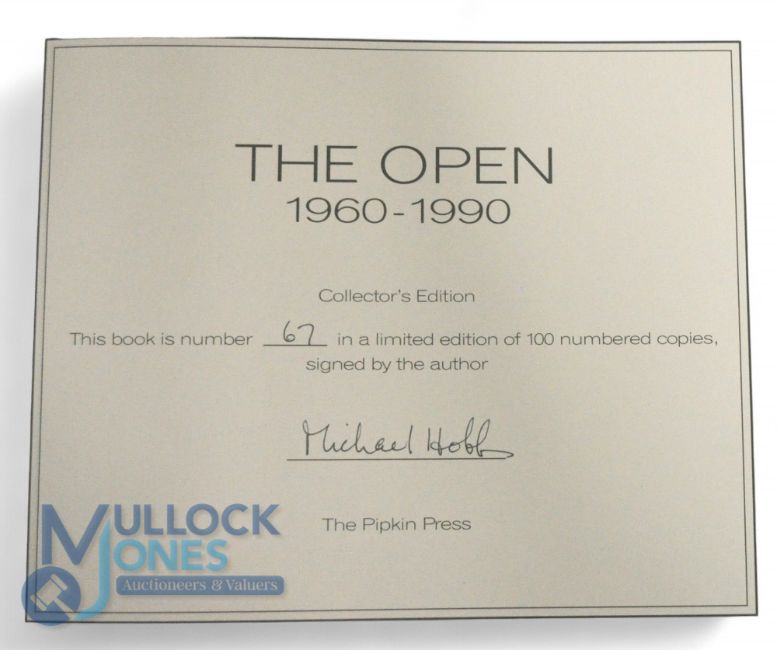 THE OPEN
1960-1990
Collector's Edition
This book is number 67 in a limited edition of 100 numbered copies,
signed by the author
Michael Hobbs
The Pipkin Press
MULLOCK
JONES
Auctioneers & Valuers